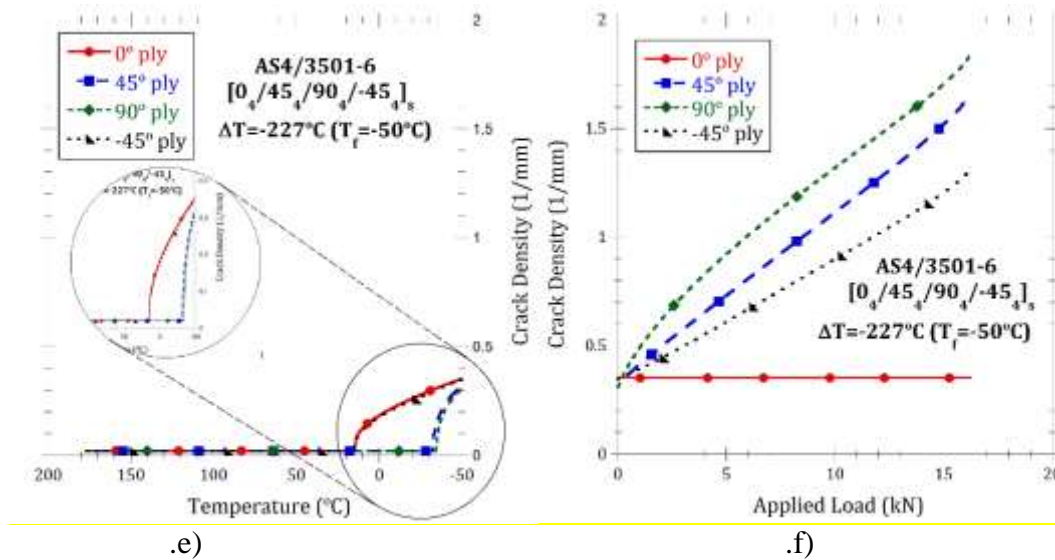 0° ply
45° ply
90° ply
-45° ply
AS4/3501-6
[0₄/45₄/90₄/-45₄]ₛ
ΔT=-227°C (T_f=-50°C)
2
1.5
1
0.5
0
Crack Density (1/mm)
200
150
100
50
0
-50
Temperature (°C)
.e)
0° ply
45° ply
90° ply
-45° ply
AS4/3501-6
[0₄/45₄/90₄/-45₄]ₛ
ΔT=-227°C (T_f=-50°C)
2
1.5
1
0.5
0
Crack Density (1/mm)
0
5
10
15
20
Applied Load (kN)
.f)